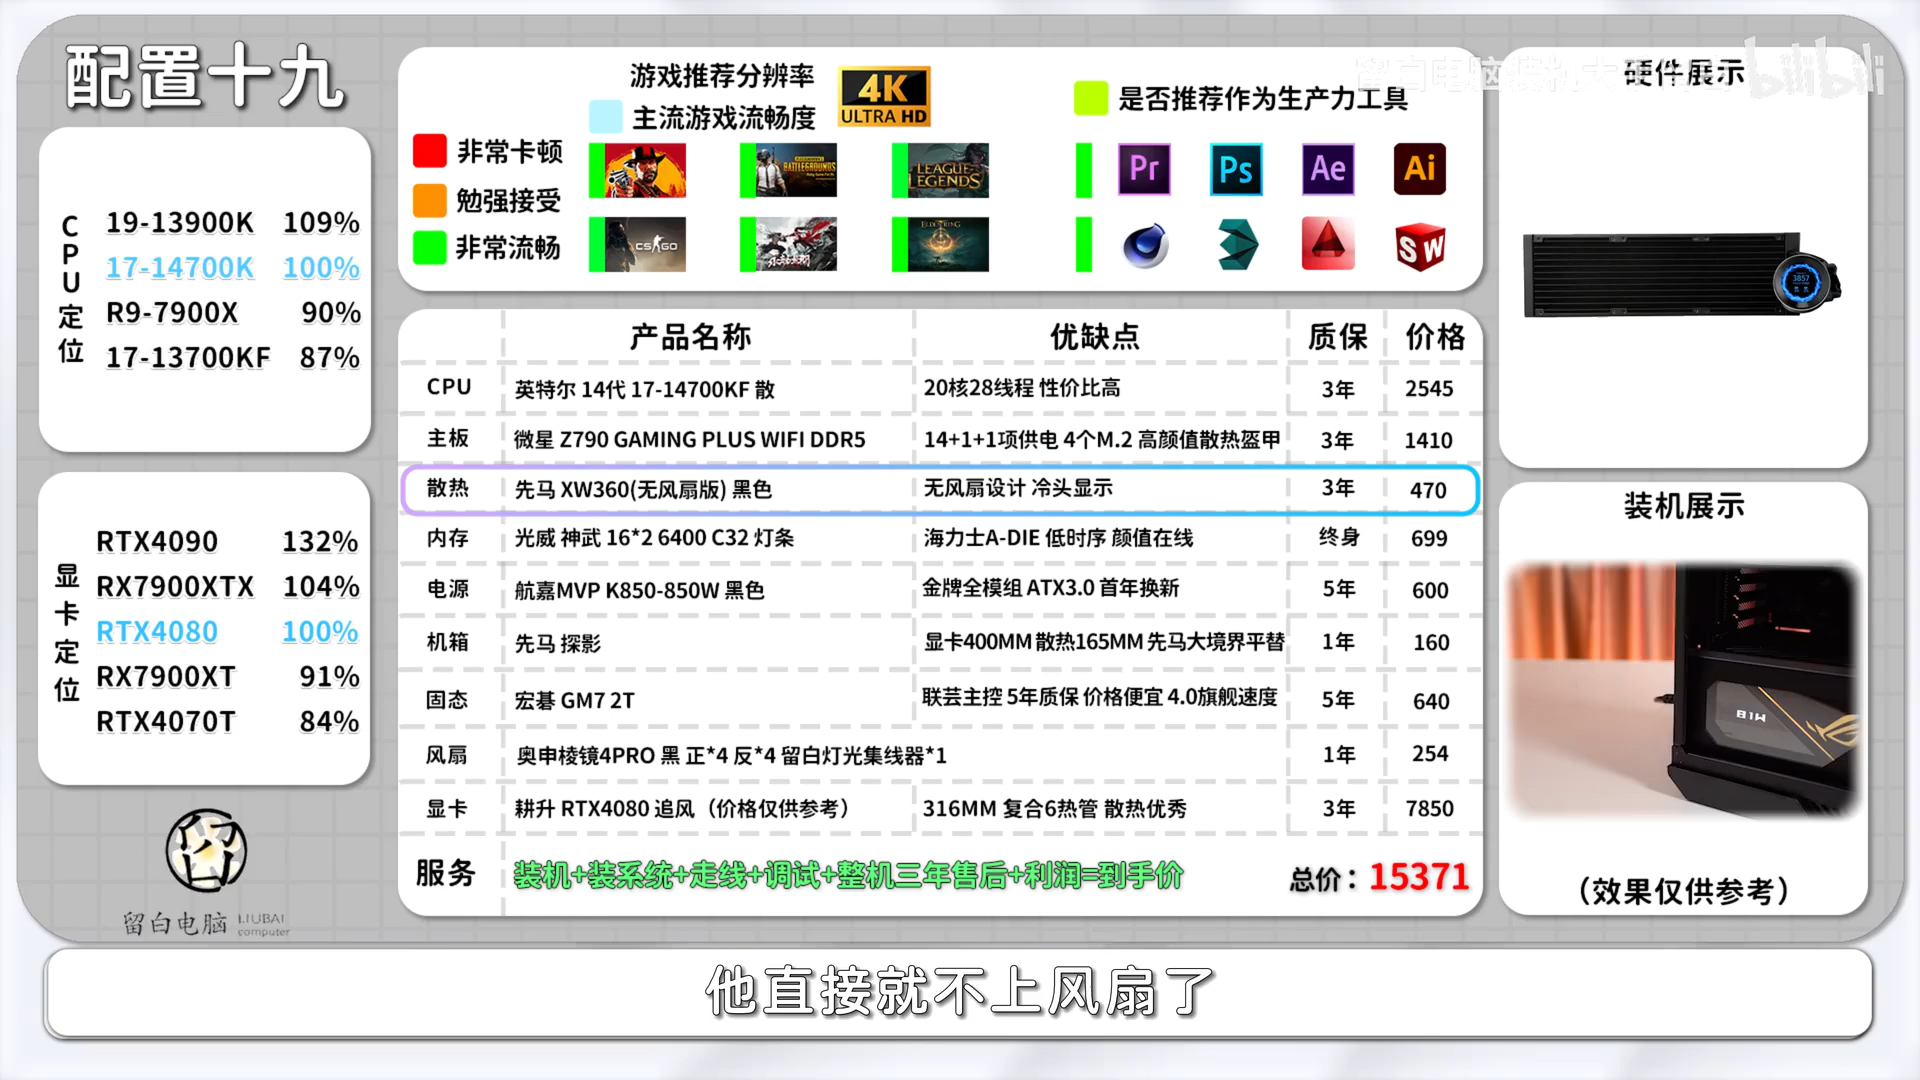 配置十九
CPU定位
19-13900K 109%
17-14700K 100%
R9-7900X 90%
17-13700KF 87%
显卡定位
RTX4090 132%
RX7900XTX 104%
RTX4080 100%
RX7900XT 91%
RTX4070T 84%
留白电脑 LIUBAI computer
游戏推荐分辨率
4K ULTRA HD
主流游戏流畅度
非常卡顿
勉强接受
非常流畅
BATTLEGROUNDS
LEAGUE LEGENDS
CS GO
ELDEN RING
是否推荐作为生产力工具
Pr Ps Ae Ai
SW
产品名称 优缺点 质保 价格
CPU 英特尔 14代 17-14700KF 散 20核28线程 性价比高 3年 2545
主板 微星 Z790 GAMING PLUS WIFI DDR5 14+1+1项供电 4个M.2 高颜值散热盔甲 3年 1410
散热 先马 XW360(无风扇版) 黑色 无风扇设计 冷头显示 3年 470
内存 光威 神武 16*2 6400 C32 灯条 海力士A-DIE 低时序 颜值在线 终身 699
电源 航嘉MVP K850-850W 黑色 金牌全模组 ATX3.0 首年换新 5年 600
机箱 先马 探影 显卡400MM 散热165MM 先马大境界平替 1年 160
固态 宏碁 GM7 2T 联芸主控 5年质保 价格便宜 4.0旗舰速度 5年 640
风扇 奥申棱镜4PRO 黑 正*4 反*4 留白灯光集线器*1 1年 254
显卡 耕升 RTX4080 追风（价格仅供参考） 316MM 复合6热管 散热优秀 3年 7850
服务 装机+装系统+走线+调试+整机三年售后+利润=到手价 总价：15371
硬件展示
bilibili
3857
装机展示
（效果仅供参考）
他直接就不上风扇了